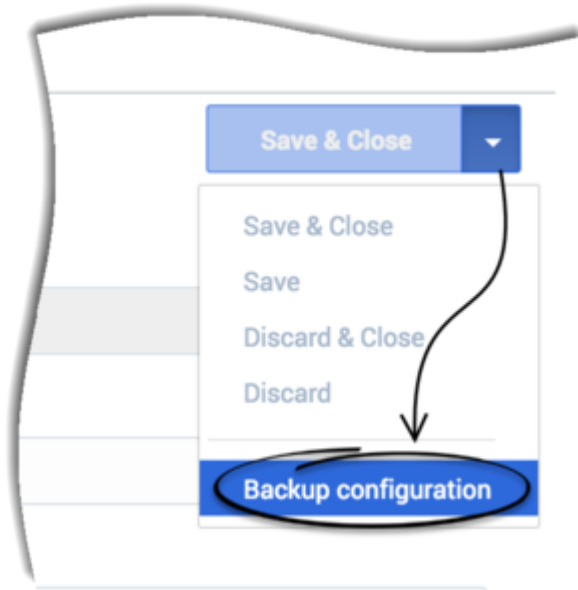 Save & Close
Save & Close
Save
Discard & Close
Discard
Backup configuration